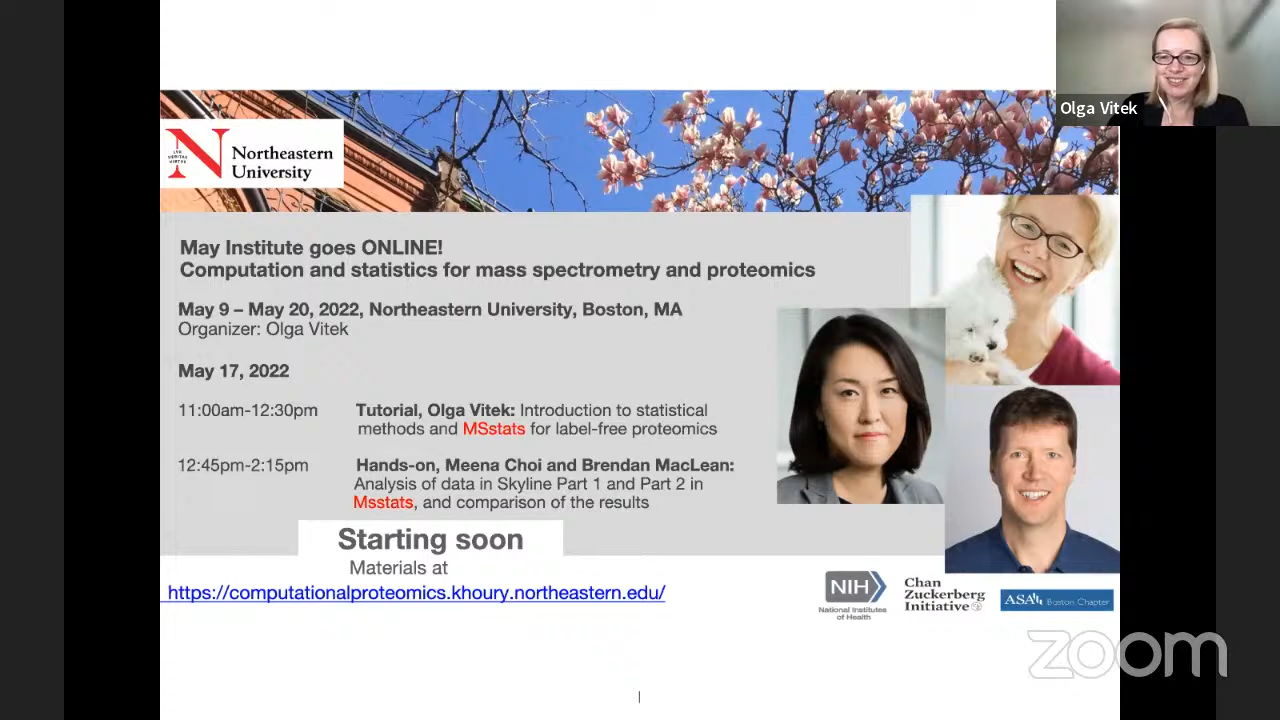 Olga Vitek
LVX
VERITAS
VIRTVS
Northeastern
University
May Institute goes ONLINE!
Computation and statistics for mass spectrometry and proteomics
May 9 – May 20, 2022, Northeastern University, Boston, MA
Organizer: Olga Vitek
May 17, 2022
11:00am-12:30pm Tutorial, Olga Vitek: Introduction to statistical
methods and MSstats for label-free proteomics
12:45pm-2:15pm Hands-on, Meena Choi and Brendan MacLean:
Analysis of data in Skyline Part 1 and Part 2 in
Msstats, and comparison of the results
Starting soon
Materials at
https://computationalproteomics.khoury.northeastern.edu/
NIH
National Institutes
of Health
Chan
Zuckerberg
Initiative
ASA Boston Chapter
zoom